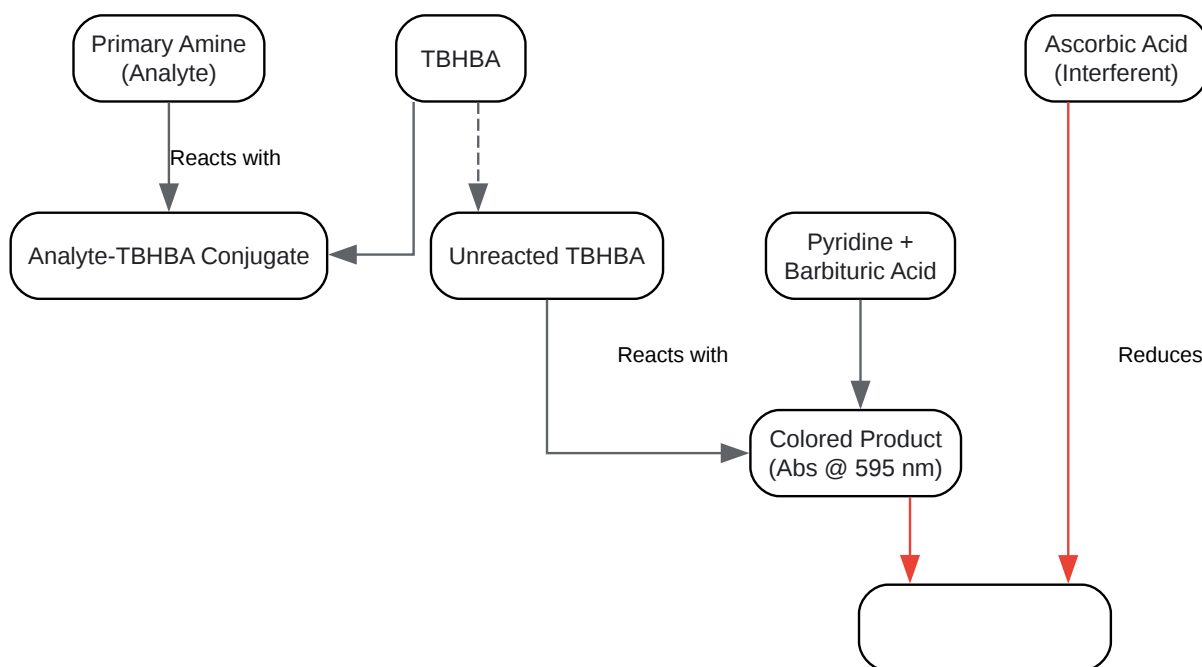 Primary Amine
(Analyte)
TBHBA
Ascorbic Acid
(Interferent)
Reacts with
Analyte-TBHBA Conjugate
Unreacted TBHBA
Pyridine +
Barbituric Acid
Reacts with
Reduces
Colored Product
(Abs @ 595 nm)